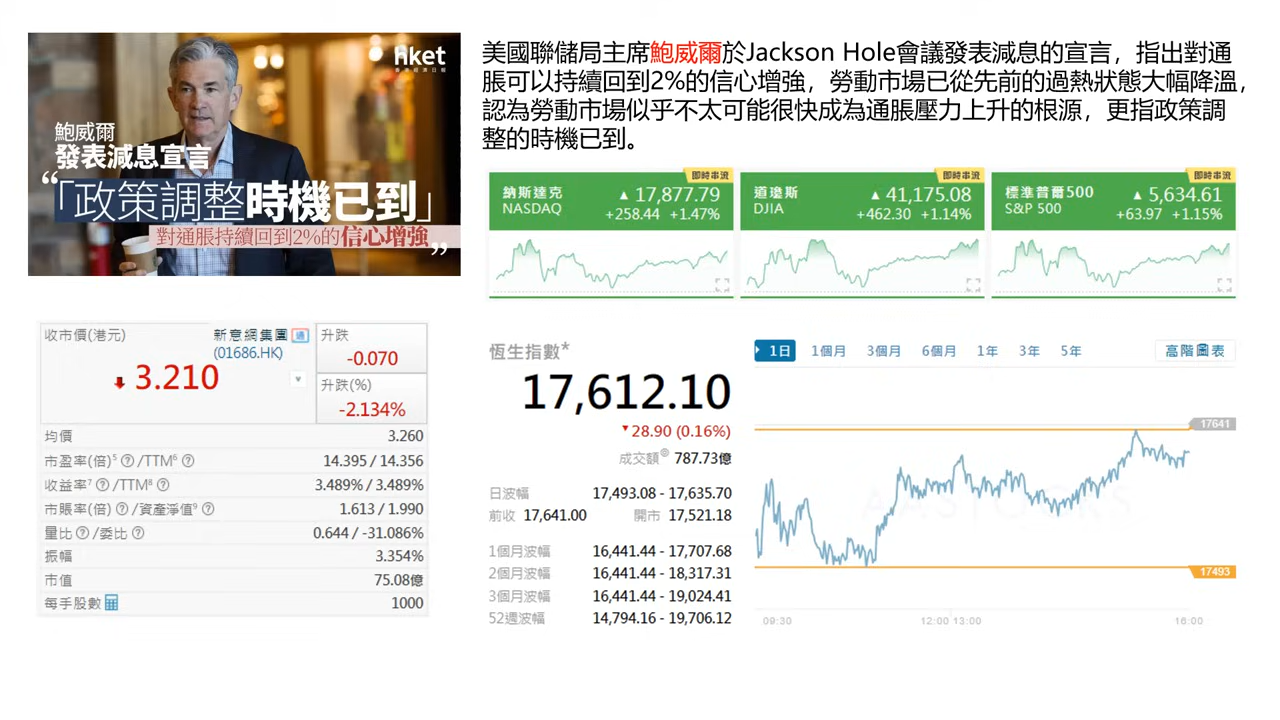 hket
香港經濟日報
鮑威爾
發表減息宣言
“「政策調整時機已到」
對通脹持續回到2%的信心增強”
美國聯儲局主席鮑威爾於Jackson Hole會議發表減息的宣言，指出對通
脹可以持續回到2%的信心增強，勞動市場已從先前的過熱狀態大幅降溫，
認為勞動市場似乎不太可能很快成為通脹壓力上升的根源，更指政策調
整的時機已到。
即時串流
納斯達克
NASDAQ
▲ 17,877.79
+258.44 +1.47%
即時串流
道瓊斯
DJIA
▲ 41,175.08
+462.30 +1.14%
即時串流
標準普爾500
S&P 500
▲ 5,634.61
+63.97 +1.15%
收市價(港元)
新意網集團 通
(01686.HK)
3.210
升跌
-0.070
升跌(%)
-2.134%
均價 3.260
市盈率(倍)5 ? /TTM6 ? 14.395 / 14.356
收益率7 ? /TTM8 ? 3.489% / 3.489%
市賬率(倍) ? /資產淨值9 ? 1.613 / 1.990
量比 ? /委比 ? 0.644 / -31.086%
振幅 3.354%
市值 75.08億
每手股數 1000
恆生指數*
17,612.10
▼28.90 (0.16%)
成交額 787.73億
日波幅 17,493.08 - 17,635.70
前收 17,641.00 開市 17,521.18
1個月波幅 16,441.44 - 17,707.68
2個月波幅 16,441.44 - 18,317.31
3個月波幅 16,441.44 - 19,024.41
52週波幅 14,794.16 - 19,706.12
1日 1個月 3個月 6個月 1年 3年 5年 高階圖表
17641
AASTOCKS
17493
09:30 12:00 13:00 16:00